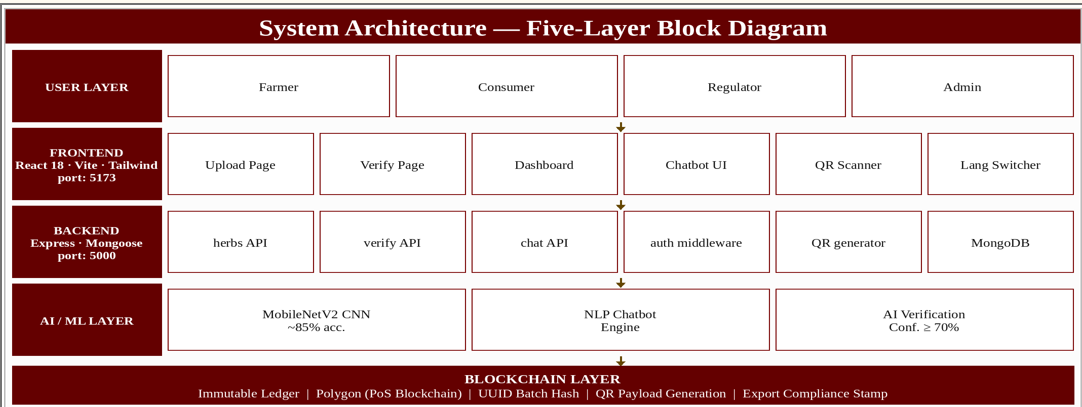 System Architecture — Five-Layer Block Diagram
USER LAYER
Farmer
Consumer
Regulator
Admin
FRONTEND
React 18 · Vite · Tailwind
port: 5173
Upload Page
Verify Page
Dashboard
Chatbot UI
QR Scanner
Lang Switcher
BACKEND
Express · Mongoose
port: 5000
herbs API
verify API
chat API
auth middleware
QR generator
MongoDB
AI / ML LAYER
MobileNetV2 CNN
~85% acc.
NLP Chatbot
Engine
AI Verification
Conf. ≥ 70%
BLOCKCHAIN LAYER
Immutable Ledger | Polygon (PoS Blockchain) | UUID Batch Hash | QR Payload Generation | Export Compliance Stamp